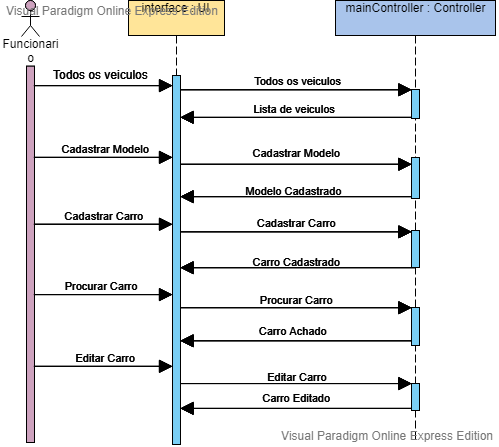 Visual Paradigm Online Express Edition
interface : UI
mainController : Controller
Funcionari
o
Todos os veiculos
Todos os veiculos
Lista de veiculos
Cadastrar Modelo
Cadastrar Modelo
Modelo Cadastrado
Cadastrar Carro
Cadastrar Carro
Carro Cadastrado
Procurar Carro
Procurar Carro
Carro Achado
Editar Carro
Editar Carro
Carro Editado
Visual Paradigm Online Express Edition